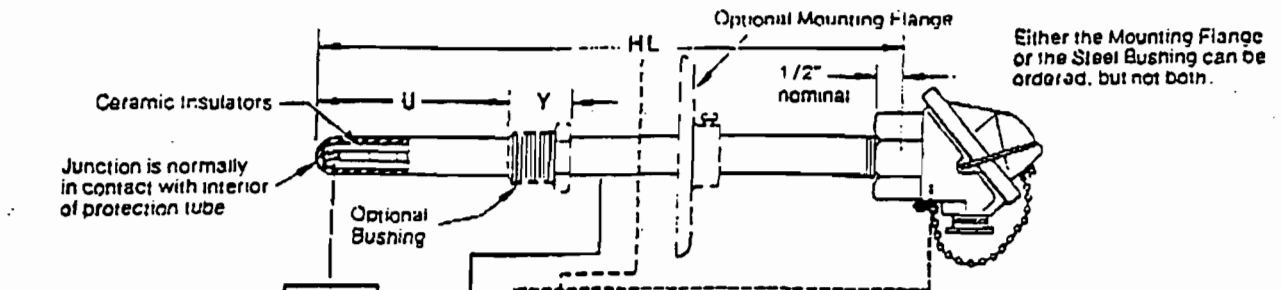 Optional Mounting Flange
HL
Either the Mounting Flange
or the Steel Bushing can be
ordered, but not both.
1/2"
nominal
Ceramic Insulators
U
Y
Junction is normally
in contact with interior
of protection tube
Optional
Bushing